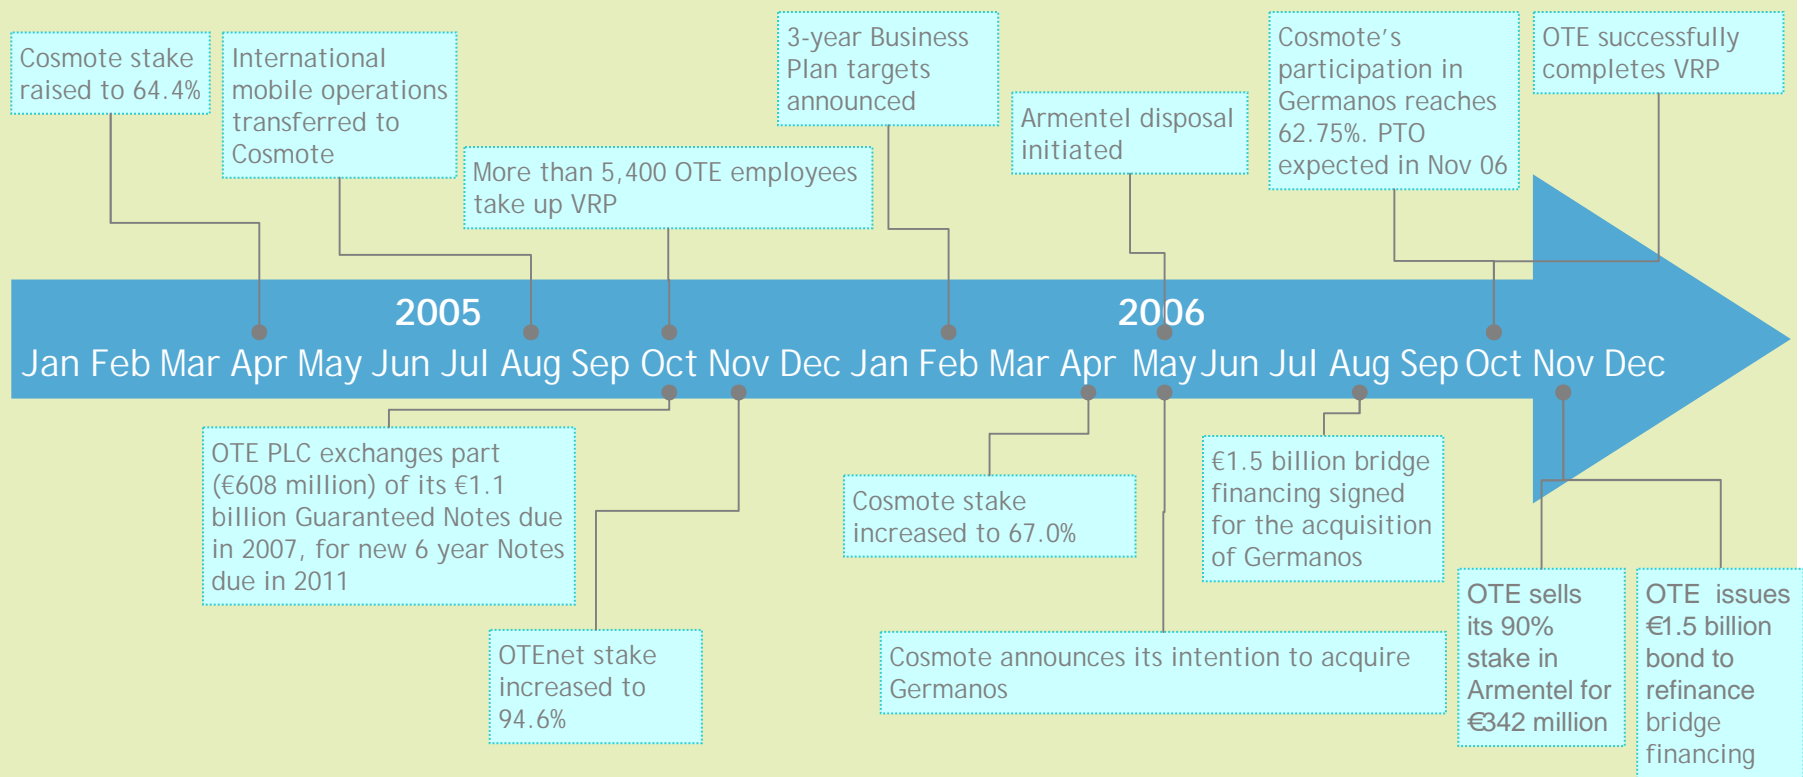 Cosmote stake
raised to 64.4%
International
mobile operations
transferred to
Cosmote
More than 5,400 OTE employees
take up VRP
3-year Business
Plan targets
announced
Armentel disposal
initiated
Cosmote's
participation in
Germanos reaches
62.75%. PTO
expected in Nov 06
OTE successfully
completes VRP
2005
2006
Jan Feb Mar Apr May Jun Jul Aug Sep Oct Nov Dec Jan Feb Mar Apr May Jun Jul Aug Sep Oct Nov Dec
OTE PLC exchanges part
(€608 million) of its €1.1
billion Guaranteed Notes due
in 2007, for new 6 year Notes
due in 2011
OTEnet stake
increased to
94.6%
Cosmote stake
increased to 67.0%
Cosmote announces its intention to acquire
Germanos
€1.5 billion bridge
financing signed
for the acquisition
of Germanos
OTE sells
its 90%
stake in
Armentel for
€342 million
OTE issues
€1.5 billion
bond to
refinance
bridge
financing